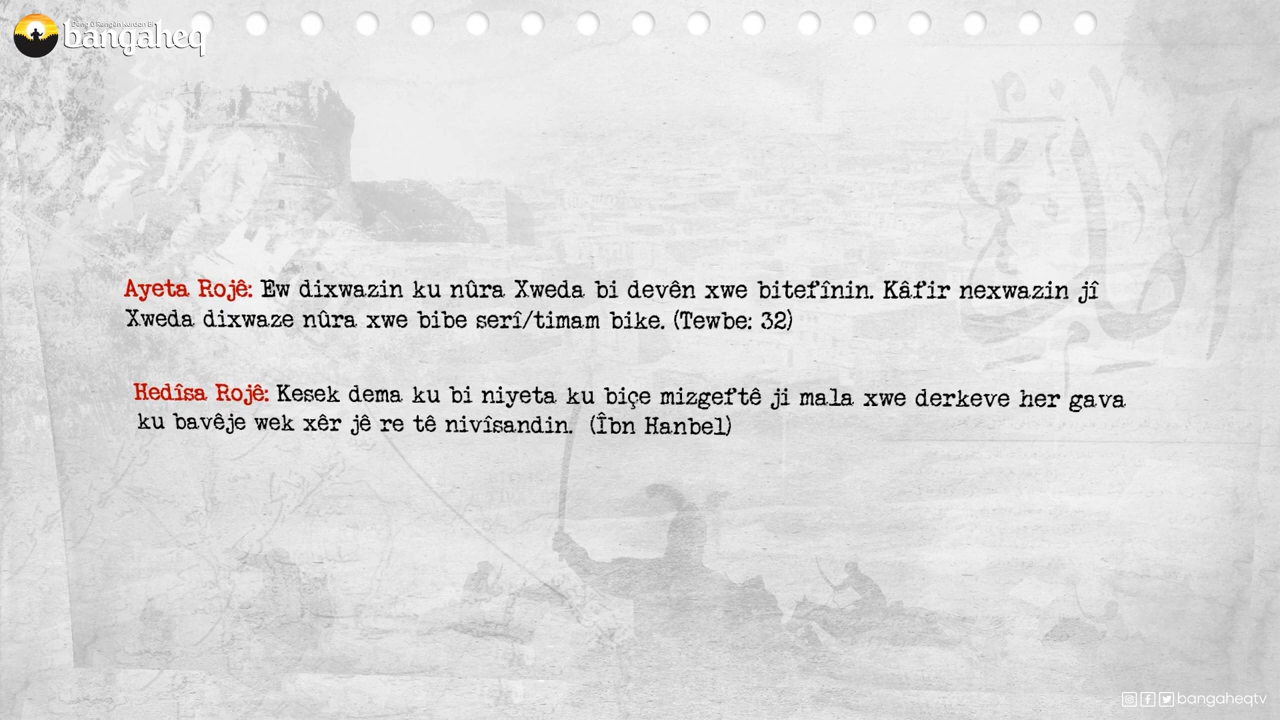 bangaheq
Ayeta Rojê: Ew dixwazin ku nûra Xweda bi devên xwe bitefînin. Kâfir nexwazin jî
Xweda dixwaze nûra xwe bibe serî/timam bike. (Tewbe: 32)
Hedîsa Rojê: Kesek dema ku bi niyeta ku biçe mizgeftê ji mala xwe derkeve her gava
ku bavêje wek xêr jê re tê nivîsandin. (Îbn Hanbel)
bangaheqtv